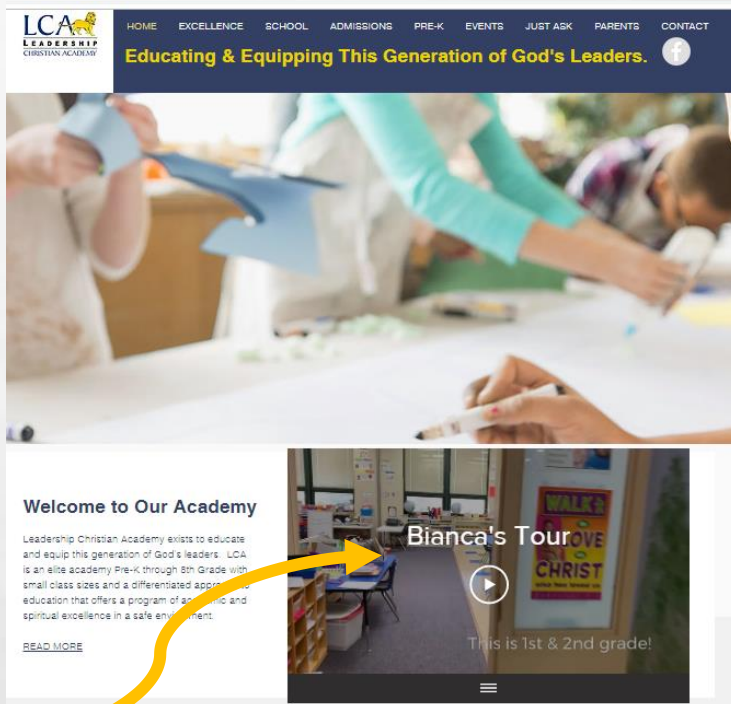 LCA
LEADERSHIP
CHRISTIAN ACADEMY
HOME EXCELLENCE SCHOOL ADMISSIONS PRE-K EVENTS JUST ASK PARENTS CONTACT
Educating & Equipping This Generation of God's Leaders.
f
Welcome to Our Academy
Leadership Christian Academy exists to educate
and equip this generation of God's leaders. LCA
is an elite academy Pre-K through 8th Grade with
small class sizes and a differentiated
education that offers a program of and
spiritual excellence in a safe
READ MORE
WALK
Bianca's Tour
LOVE
CHRIST
This is 1st & 2nd grade!